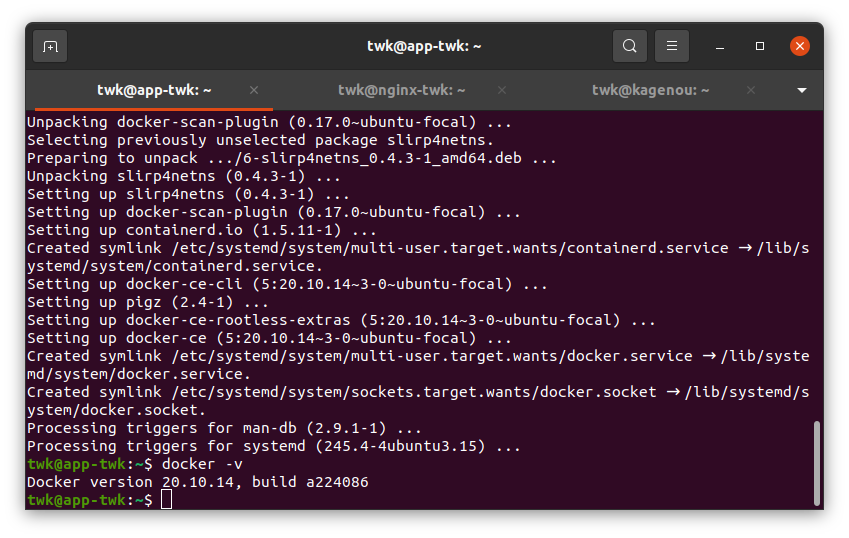 twk@app-twk: ~
twk@app-twk: ~
twk@nginx-twk: ~
twk@kagenou: ~
Unpacking docker-scan-plugin (0.17.0~ubuntu-focal) ...
Selecting previously unselected package slirp4netns.
Preparing to unpack .../6-slirp4netns_0.4.3-1_amd64.deb ...
Unpacking slirp4netns (0.4.3-1) ...
Setting up slirp4netns (0.4.3-1) ...
Setting up docker-scan-plugin (0.17.0~ubuntu-focal) ...
Setting up containerd.io (1.5.11-1) ...
Created symlink /etc/systemd/system/multi-user.target.wants/containerd.service → /lib/s
ystemd/system/containerd.service.
Setting up docker-ce-cli (5:20.10.14~3-0~ubuntu-focal) ...
Setting up pigz (2.4-1) ...
Setting up docker-ce-rootless-extras (5:20.10.14~3-0~ubuntu-focal) ...
Setting up docker-ce (5:20.10.14~3-0~ubuntu-focal) ...
Created symlink /etc/systemd/system/multi-user.target.wants/docker.service → /lib/syste
md/system/docker.service.
Created symlink /etc/systemd/system/sockets.target.wants/docker.socket → /lib/systemd/s
ystem/docker.socket.
Processing triggers for man-db (2.9.1-1) ...
Processing triggers for systemd (245.4-4ubuntu3.15) ...
twk@app-twk:~$ docker -v
Docker version 20.10.14, build a224086
twk@app-twk:~$